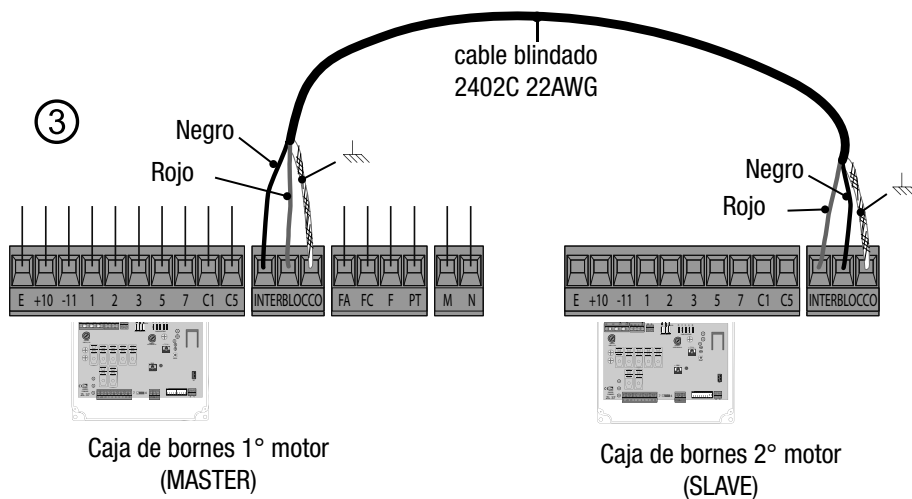 cable blindado
2402C 22AWG
3
Negro
Rojo
Negro
Rojo
E +10 -11 1 2 3 5 7 C1 C5 INTERBLOCCO FA FC F PT M N
E +10 -11 1 2 3 5 7 C1 C5 INTERBLOCCO
Caja de bornes 1° motor
(MASTER)
Caja de bornes 2° motor
(SLAVE)